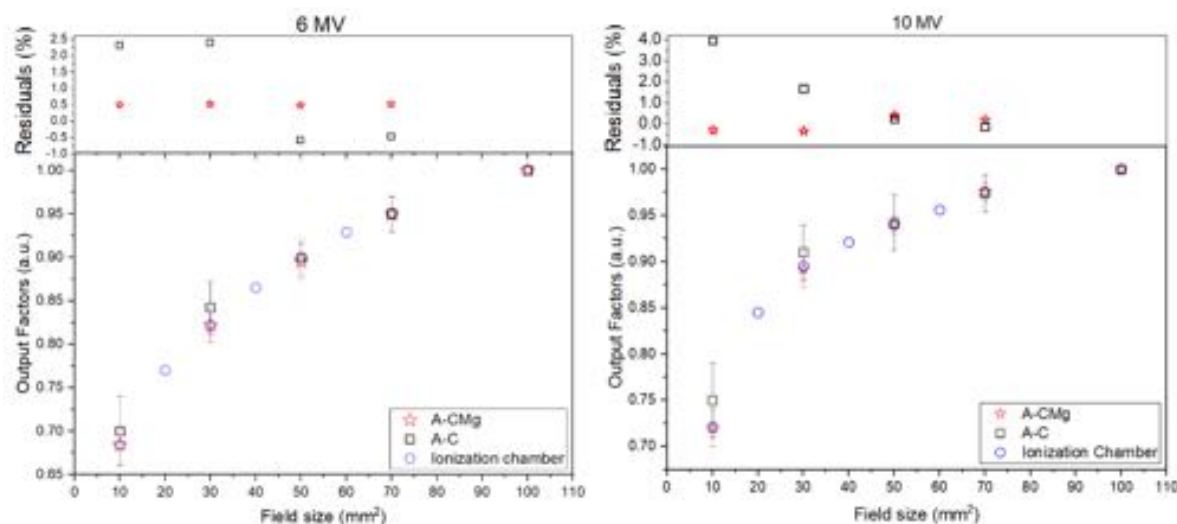 6 MV
Residuals (%)
2.5
2.0
1.5
1.0
0.5
0.0
-0.5
-1.0
Output Factors (a.u.)
1.00
0.95
0.90
0.85
0.80
0.75
0.70
0.65
A-CMg
A-C
Ionization chamber
0 10 20 30 40 50 60 70 80 90 100 110
Field size (mm²)
10 MV
Residuals (%)
4.0
3.0
2.0
1.0
0.0
-1.0
Output Factors (a.u.)
1.00
0.95
0.90
0.85
0.80
0.75
0.70
A-CMg
A-C
Ionization Chamber
0 10 20 30 40 50 60 70 80 90 100 110
Field size (mm²)